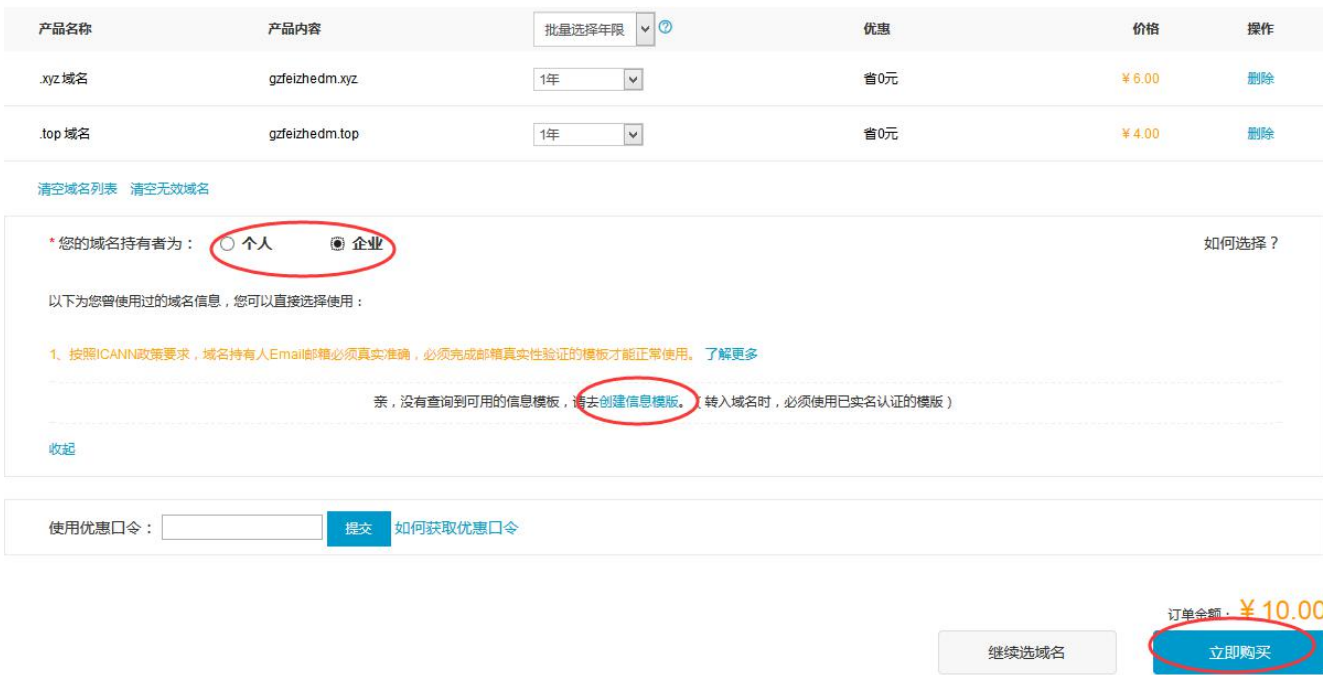 产品名称 产品内容 批量选择年限 优惠 价格 操作
.xyz 域名 gzfeizhedm.xyz 1年 省0元 ¥ 6.00 删除
.top 域名 gzfeizhedm.top 1年 省0元 ¥ 4.00 删除
清空域名列表 清空无效域名
* 您的域名持有者为： 个人 企业 如何选择？
以下为您曾使用过的域名信息，您可以直接选择使用：
1、按照ICANN政策要求，域名持有人Email邮箱必须真实准确，必须完成邮箱真实性验证的模板才能正常使用。 了解更多
亲，没有查询到可用的信息模板，请去创建信息模版。（转入域名时，必须使用已实名认证的模版）
收起
使用优惠口令： 提交 如何获取优惠口令
订单金额： ¥ 10.00
继续选域名 立即购买